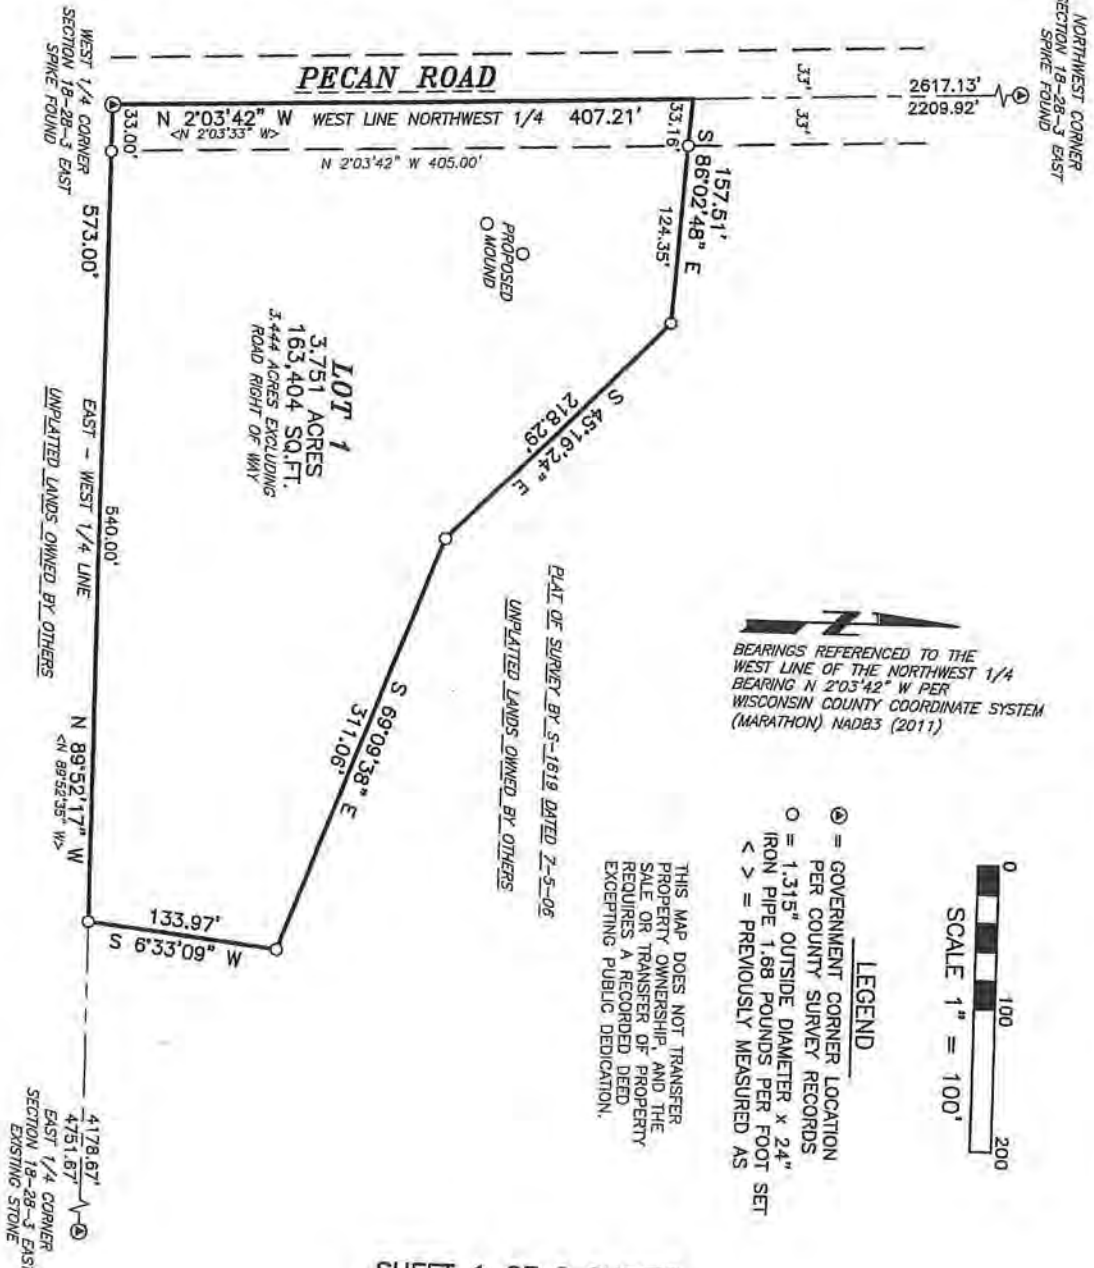 NORTHWEST CORNER
SECTION 18-28-3 EAST
SPIKE FOUND
2617.13'
2209.92'
33'
33'
PECAN ROAD
WEST 1/4 CORNER
SECTION 18-28-3 EAST
SPIKE FOUND
N 2°03'42" W
<N 2°03'33" W>
WEST LINE NORTHWEST 1/4
407.21'
N 2°03'42" W 405.00'
33.00'
33.16'
157.51'
S 86°02'48" E
124.35'
PROPOSED
MOUND
573.00'
LOT 1
3.751 ACRES
163,404 SQ.FT.
3.444 ACRES EXCLUDING
ROAD RIGHT OF WAY
S 45°16'24" E
218.29'
EAST - WEST 1/4 LINE
540.00'
UNPLATTED LANDS OWNED BY OTHERS
PLAT OF SURVEY BY S-1619 DATED 7-5-06
UNPLATTED LANDS OWNED BY OTHERS
S 69°09'38" E
311.06'
N 89°52'17" W
<N 89°52'35" W>
133.97'
S 6°33'09" W
4178.67'
4751.67'
EAST 1/4 CORNER
SECTION 18-28-3 EAST
EXISTING STONE
BEARINGS REFERENCED TO THE
WEST LINE OF THE NORTHWEST 1/4
BEARING N 2°03'42" W PER
WISCONSIN COUNTY COORDINATE SYSTEM
(MARATHON) NAD83 (2011)
0 100 200
SCALE 1" = 100'
LEGEND
= GOVERNMENT CORNER LOCATION
PER COUNTY SURVEY RECORDS
O = 1.315" OUTSIDE DIAMETER x 24"
IRON PIPE 1.68 POUNDS PER FOOT SET
< > = PREVIOUSLY MEASURED AS
THIS MAP DOES NOT TRANSFER
PROPERTY OWNERSHIP, AND THE
SALE OR TRANSFER OF PROPERTY
REQUIRES A RECORDED DEED
EXCEPTING PUBLIC DEDICATION.